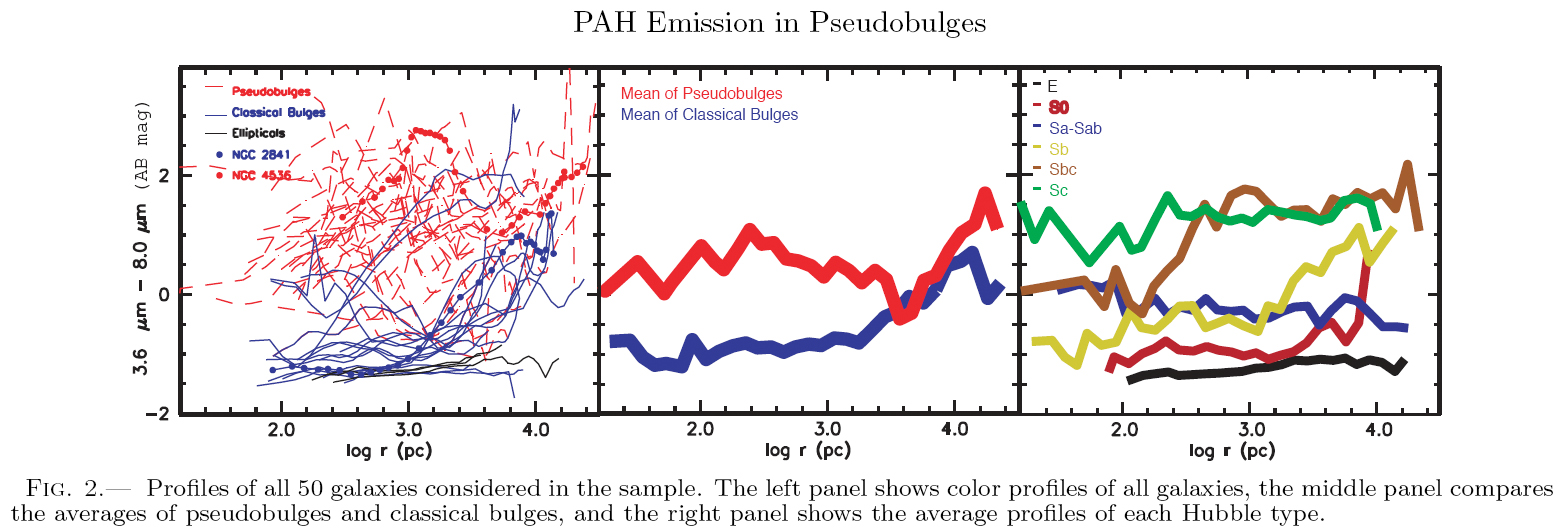 PAH Emission in Pseudobulges
3.6 μm − 8.0 μm (AB mag)
2
0
−2
Pseudobulges
Classical Bulges
Ellipticals
NGC 2841
NGC 4536
2.0 3.0 4.0
log r (pc)
Mean of Pseudobulges
Mean of Classical Bulges
2.0 3.0 4.0
log r (pc)
E
S0
Sa-Sab
Sb
Sbc
Sc
2.0 3.0 4.0
log r (pc)
Fig. 2.— Profiles of all 50 galaxies considered in the sample. The left panel shows color profiles of all galaxies, the middle panel compares
the averages of pseudobulges and classical bulges, and the right panel shows the average profiles of each Hubble type.